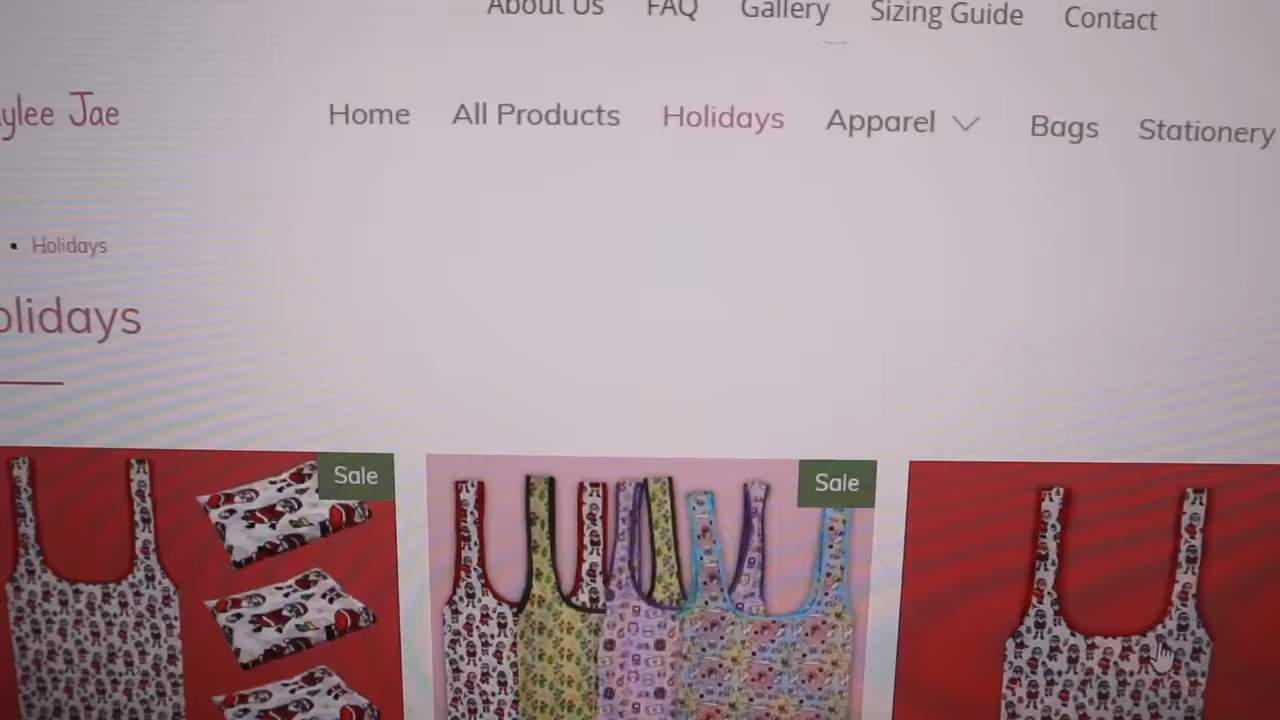 About Us FAQ Gallery Sizing Guide Contact
ylee Jae
Home All Products Holidays Apparel Bags Stationery
• Holidays
olidays
Sale
Sale